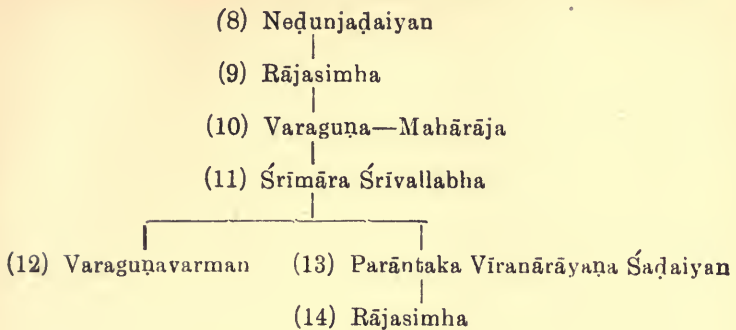 (8) Neḍunjaḍaiyan
(9) Rājasimha
(10) Varaguṇa—Mahārāja
(11) Śrīmāra Śrīvallabha
(12) Varaguṇavarman (13) Parāntaka Vīranārāyaṇa Śaḍaiyan
(14) Rājasimha